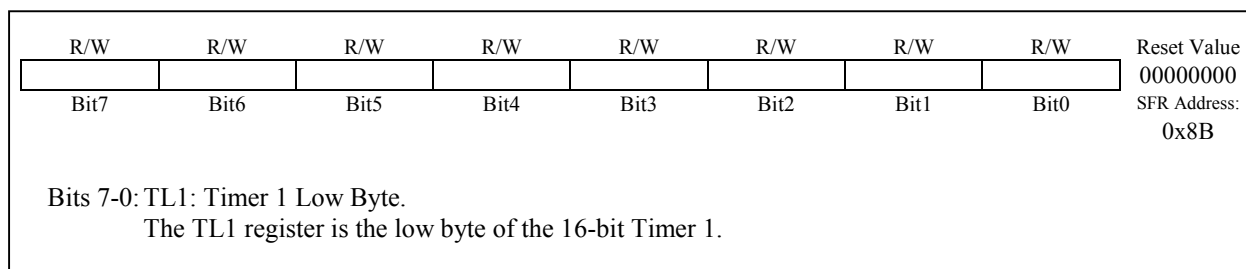 R/W R/W R/W R/W R/W R/W R/W R/W Reset Value
00000000
Bit7 Bit6 Bit5 Bit4 Bit3 Bit2 Bit1 Bit0 SFR Address:
0x8B
Bits 7-0: TL1: Timer 1 Low Byte.
The TL1 register is the low byte of the 16-bit Timer 1.